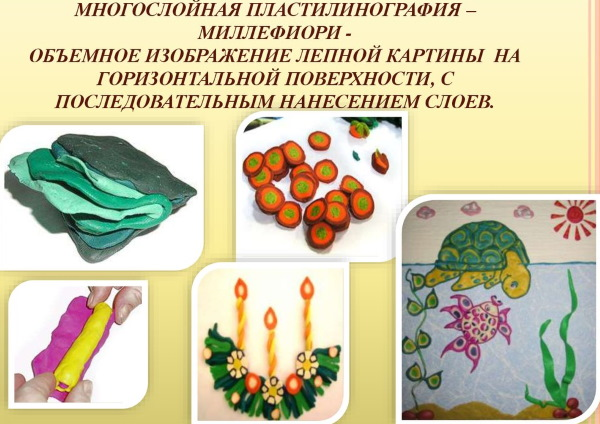 МНОГОСЛОЙНАЯ ПЛАСТИЛИНОГРАФИЯ –
МИЛЛЕФИОРИ -
ОБЪЕМНОЕ ИЗОБРАЖЕНИЕ ЛЕПНОЙ КАРТИНЫ НА
ГОРИЗОНТАЛЬНОЙ ПОВЕРХНОСТИ, С
ПОСЛЕДОВАТЕЛЬНЫМ НАНЕСЕНИЕМ СЛОЕВ.